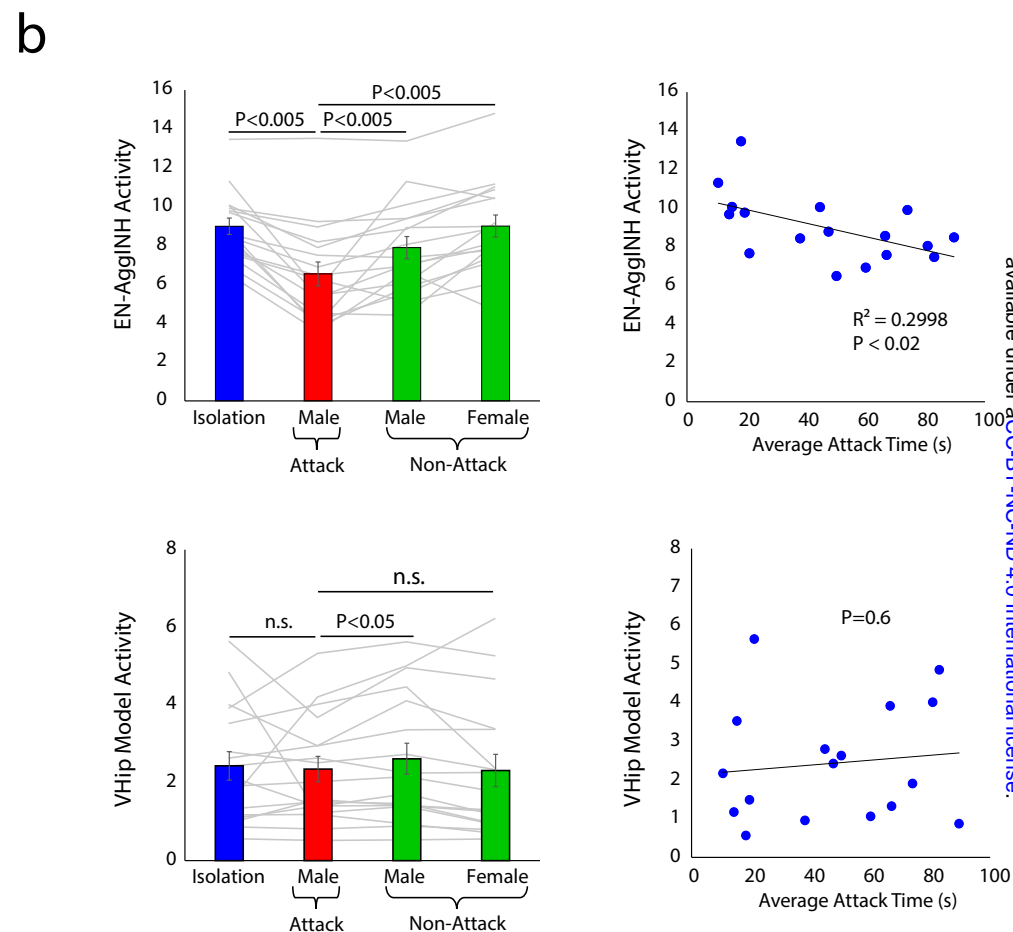 b
EN-AggINH Activity
16
14
12
10
8
6
4
2
0
P<0.005
P<0.005 P<0.005
Isolation Male Male Female
Attack Non-Attack
EN-AggINH Activity
16
14
12
10
8
6
4
2
0
R² = 0.2998
P < 0.02
0 20 40 60 80 100
Average Attack Time (s)
VHip Model Activity
8
6
4
2
0
n.s.
n.s. P<0.05
Isolation Male Male Female
Attack Non-Attack
VHip Model Activity
8
7
6
5
4
3
2
1
0
P=0.6
0 20 40 60 80 100
Average Attack Time (s)
available under aCC-BY-NC-ND 4.0 International license.